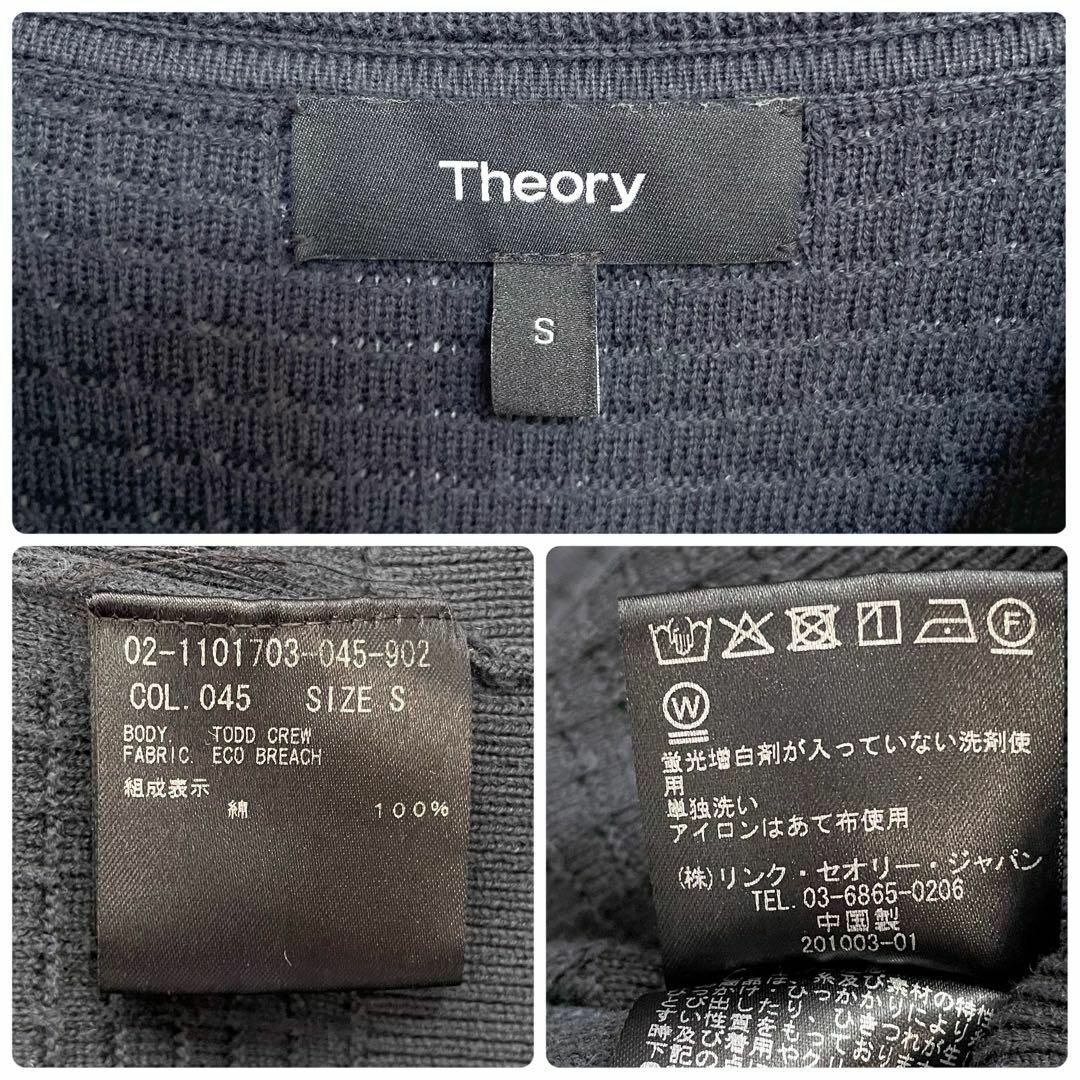 Theory
S
02-1101703-045-902
COL. 045 SIZE S
BODY. TODD CREW
FABRIC. ECO BREACH
組成表示
綿 100%
F
W
蛍光増白剤が入っていない洗剤使
用
単独洗い
アイロンはあて布使用
(株)リンク・セオリー・ジャパン
TEL. 03-6865-0206
中国製
201003-01